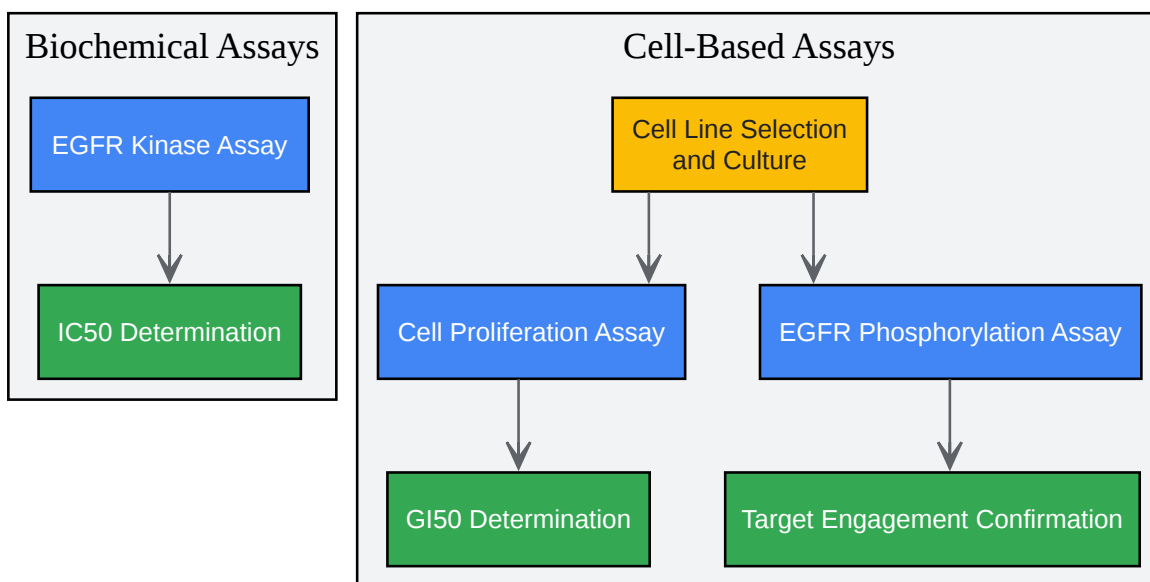 Biochemical Assays
EGFR Kinase Assay
IC50 Determination
Cell-Based Assays
Cell Line Selection
and Culture
Cell Proliferation Assay
EGFR Phosphorylation Assay
GI50 Determination
Target Engagement Confirmation